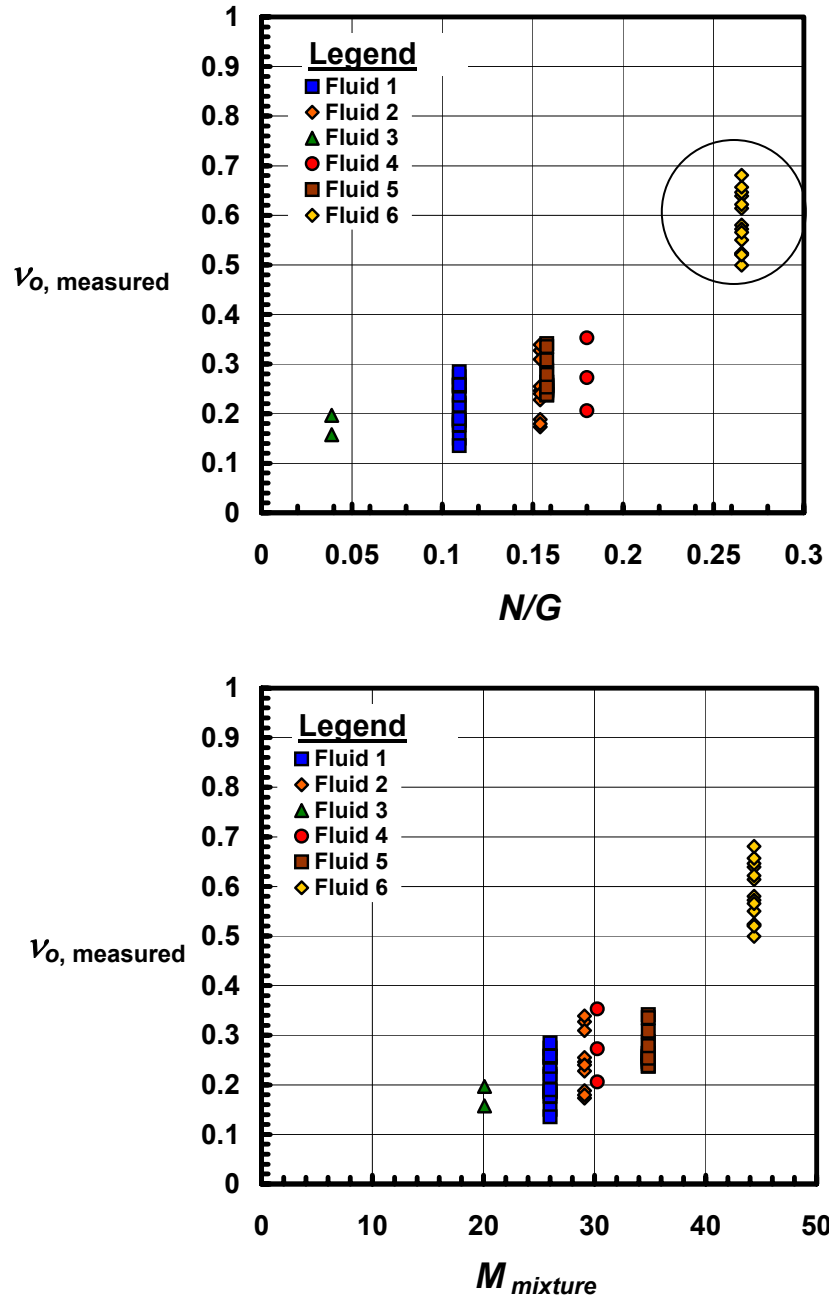 1
0.9
0.8
0.7
0.6
0.5
0.4
0.3
0.2
0.1
0
Legend
Fluid 1
Fluid 2
Fluid 3
Fluid 4
Fluid 5
Fluid 6
νo, measured
0 0.05 0.1 0.15 0.2 0.25 0.3
N/G
1
0.9
0.8
0.7
0.6
0.5
0.4
0.3
0.2
0.1
0
Legend
Fluid 1
Fluid 2
Fluid 3
Fluid 4
Fluid 5
Fluid 6
νo, measured
0 10 20 30 40 50
M mixture